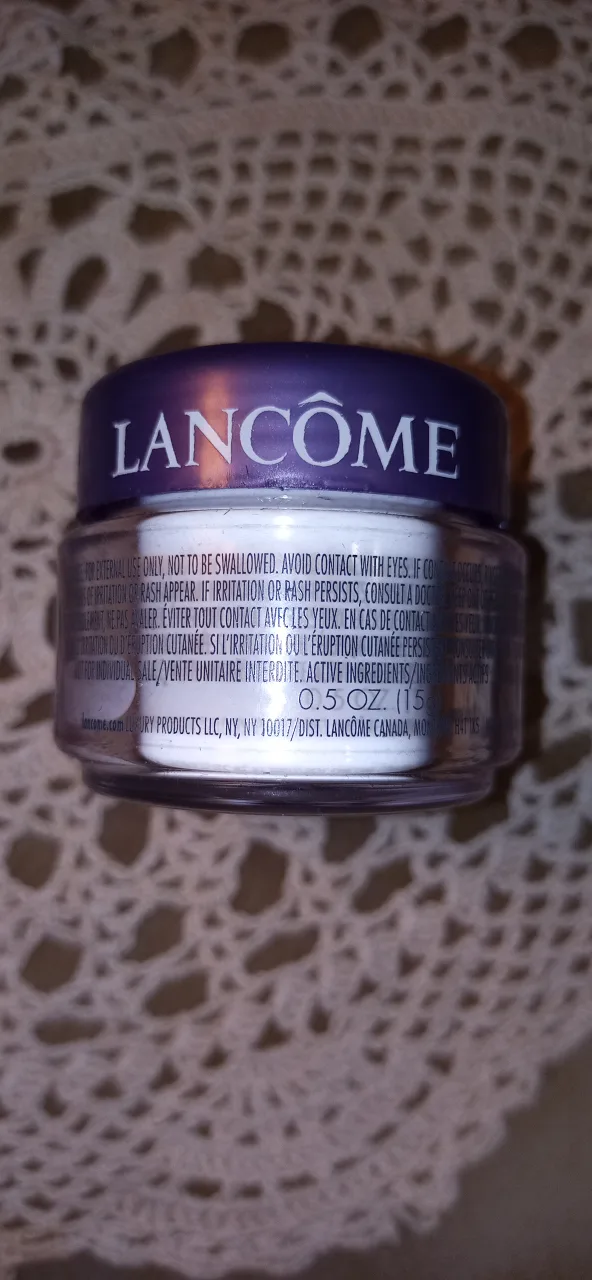 LANCÔME
FOR EXTERNAL USE ONLY, NOT TO BE SWALLOWED. AVOID CONTACT WITH EYES. IF
OF IRRITATION OR RASH APPEAR. IF IRRITATION OR RASH PERSISTS, CONSULT A
NE PAS AVALER. ÉVITER TOUT CONTACT AVEC LES YEUX. EN CAS DE CONTACT
OU D'ÉRUPTION CUTANÉE. SI L'IRRITATION OU L'ÉRUPTION CUTANÉE
NOT FOR INDIVIDUAL SALE/VENTE UNITAIRE INTERDITE. ACTIVE INGREDIENTS/
0.5 OZ. (15
lancome.com LUXURY PRODUCTS LLC, NY, NY 10017/DIST. LANCÔME CANADA,